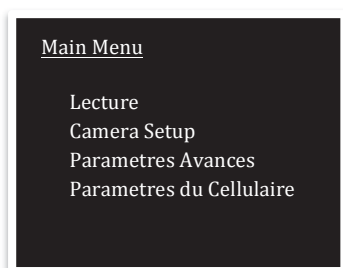 Main Menu
Lecture
Camera Setup
Parametres Avances
Parametres du Cellulaire